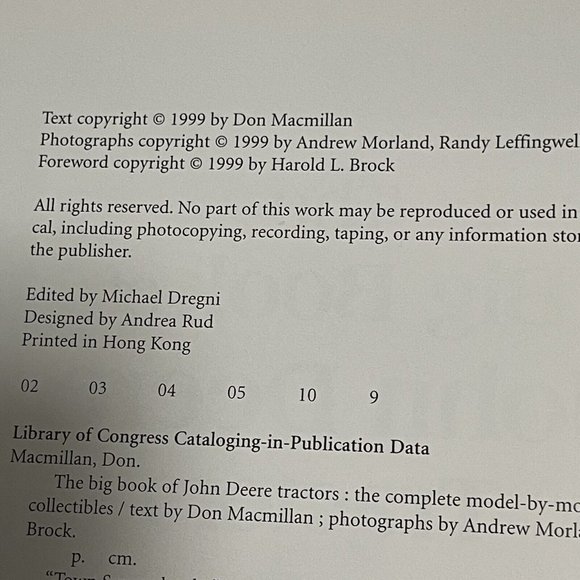 Text copyright © 1999 by Don Macmillan
Photographs copyright © 1999 by Andrew Morland, Randy Leffingwel
Foreword copyright © 1999 by Harold L. Brock
All rights reserved. No part of this work may be reproduced or used in
cal, including photocopying, recording, taping, or any information sto
the publisher.
Edited by Michael Dregni
Designed by Andrea Rud
Printed in Hong Kong
02 03 04 05 10 9
Library of Congress Cataloging-in-Publication Data
Macmillan, Don.
The big book of John Deere tractors : the complete model-by-mo
collectibles / text by Don Macmillan ; photographs by Andrew Morl
Brock.
p. cm.